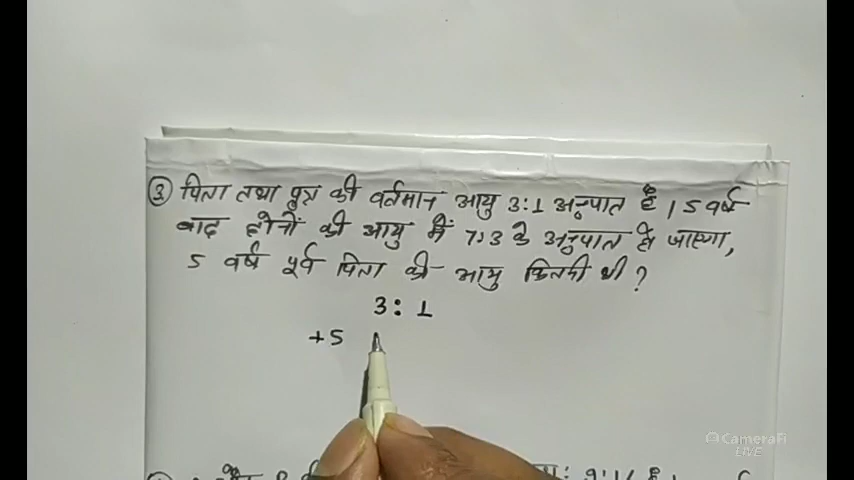 ③ पिता तथा पुत्र की वर्तमान आयु 3:1 अनुपात है । 5 वर्ष
बाद दोनों की आयु में 7:3 के अनुपात हो जाएगा,
5 वर्ष पूर्व पिता की आयु कितनी थी ?
3 : 1
+5
CameraFi
LIVE